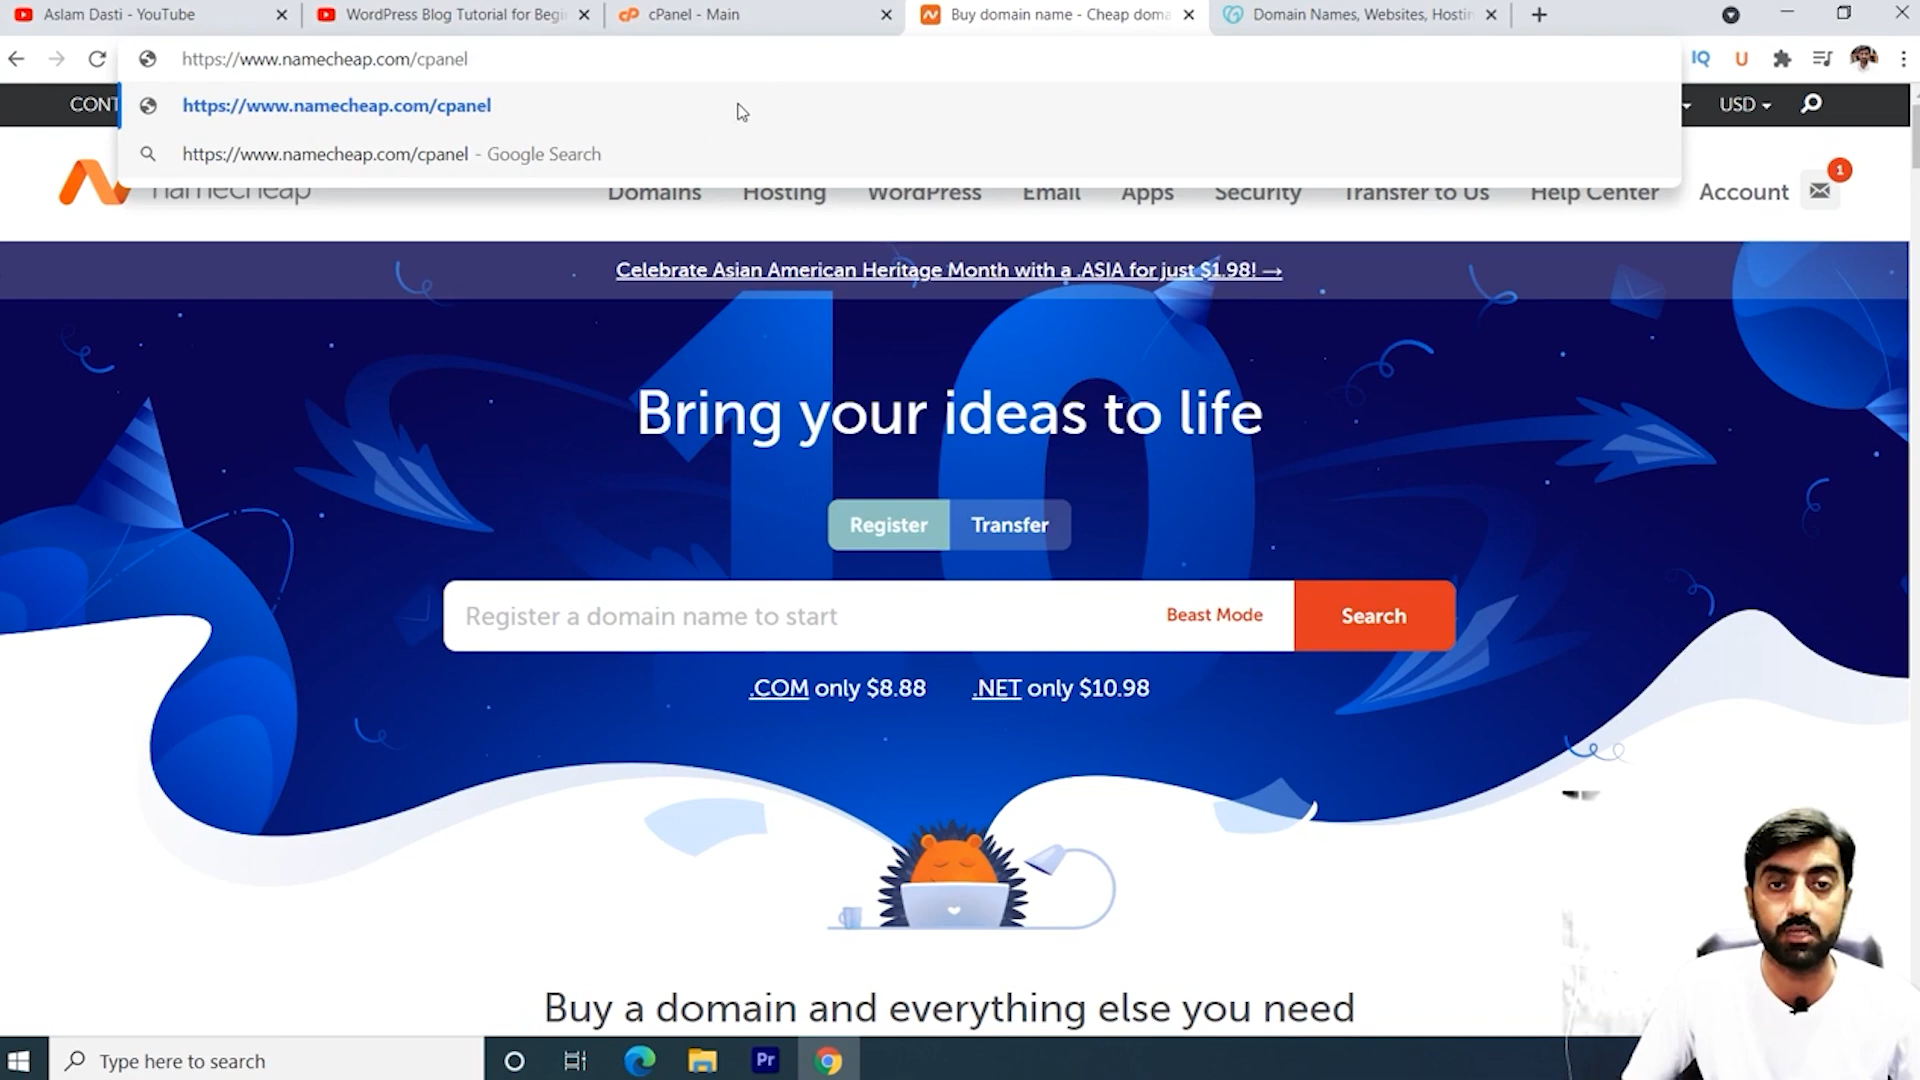 Aslam Dasti - YouTube
WordPress Blog Tutorial for Begi
cPanel - Main
Buy domain name - Cheap doma
Domain Names, Websites, Hostin
https://www.namecheap.com/cpanel
IQ
U
CONT
https://www.namecheap.com/cpanel
USD
https://www.namecheap.com/cpanel - Google Search
namecheap
Domains
Hosting
WordPress
Email
Apps
Security
Transfer to Us
Help Center
Account
1
Celebrate Asian American Heritage Month with a .ASIA for just $1.98! →
10
Bring your ideas to life
Register
Transfer
Register a domain name to start
Beast Mode
Search
.COM only $8.88
.NET only $10.98
Buy a domain and everything else you need
Type here to search
Pr